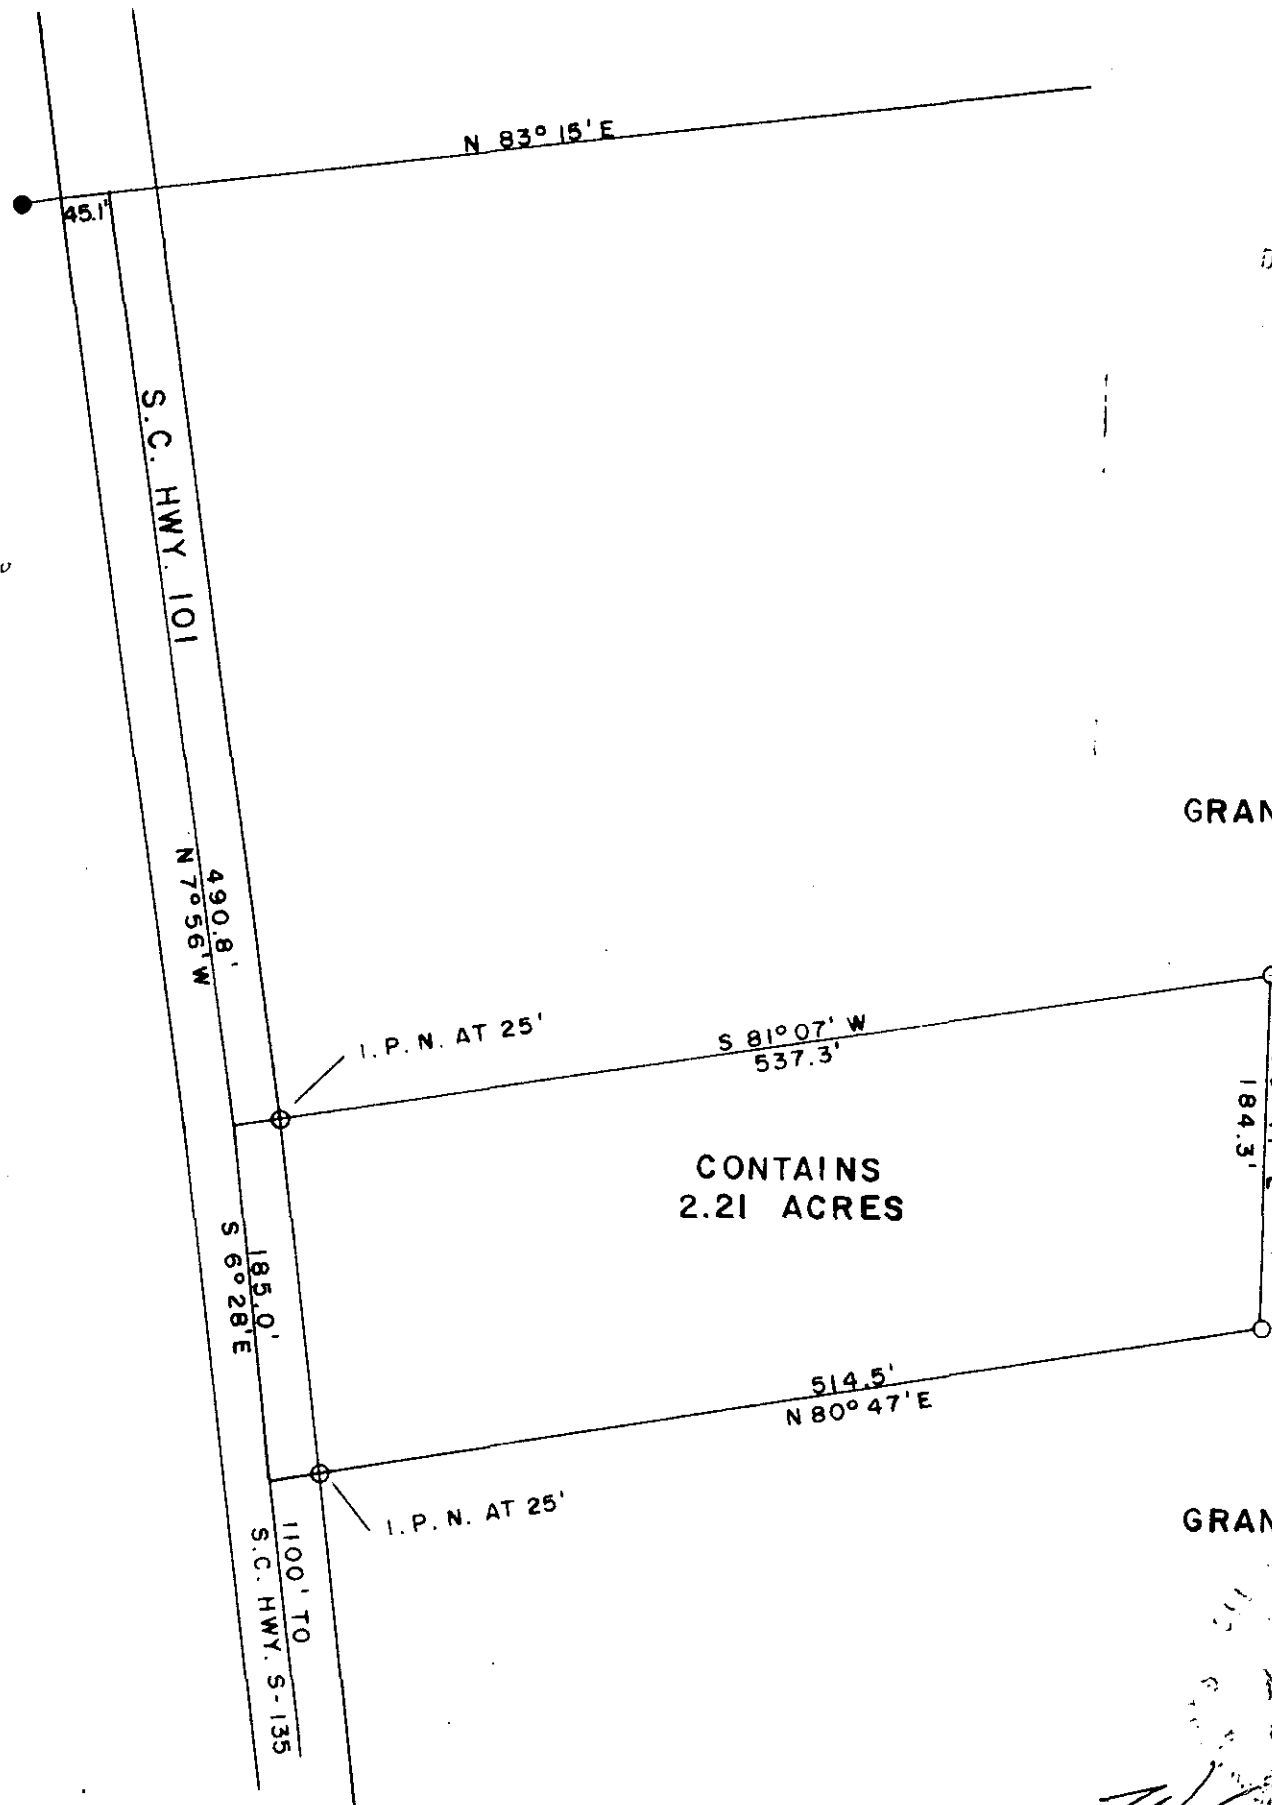 N 83° 15' E
45.1'
S.C. HWY. 101
GRAN
490.8'
N 7° 56' W
I.P.N. AT 25'
S 81° 07' W
537.3'
184.3'
CONTAINS
2.21 ACRES
185.0'
S 6° 28' E
514.5'
N 80° 47' E
I.P.N. AT 25'
GRAN
1100' TO
S.C. HWY. S-135